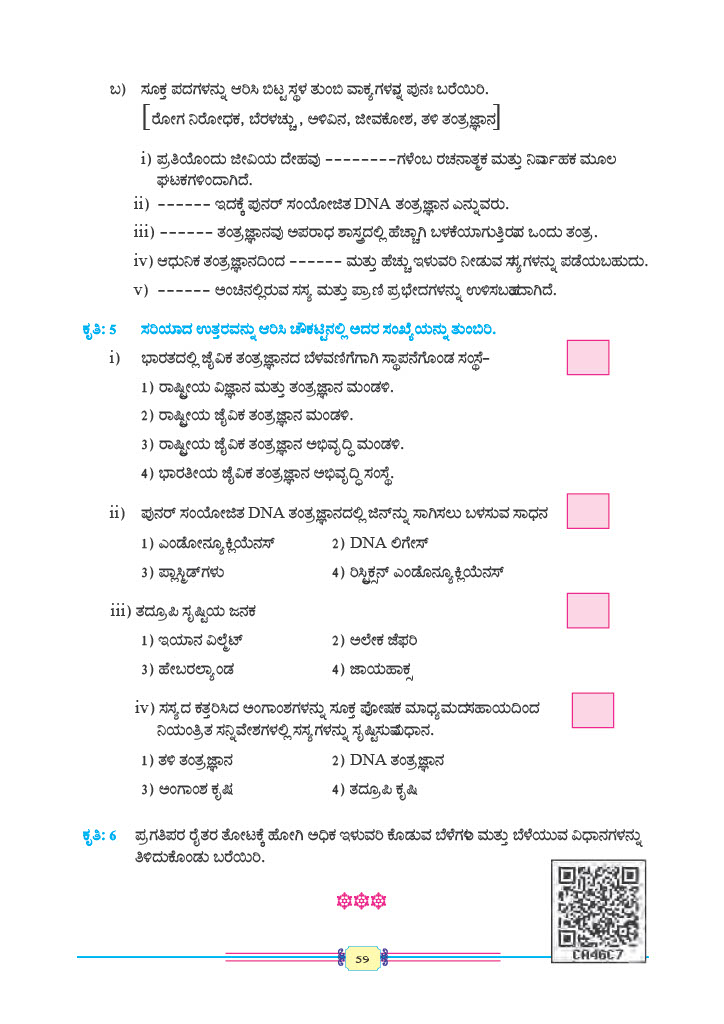 ಬ) ಸೂಕ್ತ ಪದಗಳನ್ನು ಆರಿಸಿ ಬಿಟ್ಟ ಸ್ಥಳ ತುಂಬಿ ವಾಕ್ಯಗಳನ್ನು ಪುನಃ ಬರೆಯಿರಿ.
[ರೋಗ ನಿರೋಧಕ, ಬೆರಳಚ್ಚು, ಅಳಿವಿನ, ಜೀವಕೋಶ, ತಳಿ ತಂತ್ರಜ್ಞಾನ]
i) ಪ್ರತಿಯೊಂದು ಜೀವಿಯ ದೇಹವು --------ಗಳೆಂಬ ರಚನಾತ್ಮಕ ಮತ್ತು ನಿರ್ವಾಹಕ ಮೂಲ
ಘಟಕಗಳಿಂದಾಗಿದೆ.
ii) ------ ಇದಕ್ಕೆ ಪುನರ್ ಸಂಯೋಜಿತ DNA ತಂತ್ರಜ್ಞಾನ ಎನ್ನುವರು.
iii) ------ ತಂತ್ರಜ್ಞಾನವು ಅಪರಾಧ ಶಾಸ್ತ್ರದಲ್ಲಿ ಹೆಚ್ಚಾಗಿ ಬಳಕೆಯಾಗುತ್ತಿರುವ ಒಂದು ತಂತ್ರ.
iv) ಆಧುನಿಕ ತಂತ್ರಜ್ಞಾನದಿಂದ ------ ಮತ್ತು ಹೆಚ್ಚು ಇಳುವರಿ ನೀಡುವ ಸಸ್ಯಗಳನ್ನು ಪಡೆಯಬಹುದು.
v) ------ ಅಂಚಿನಲ್ಲಿರುವ ಸಸ್ಯ ಮತ್ತು ಪ್ರಾಣಿ ಪ್ರಭೇದಗಳನ್ನು ಉಳಿಸಬಹುದಾಗಿದೆ.
ಕೃತಿ: 5 ಸರಿಯಾದ ಉತ್ತರವನ್ನು ಆರಿಸಿ ಚೌಕಟ್ಟಿನಲ್ಲಿ ಅದರ ಸಂಖ್ಯೆಯನ್ನು ತುಂಬಿರಿ.
i) ಭಾರತದಲ್ಲಿ ಜೈವಿಕ ತಂತ್ರಜ್ಞಾನದ ಬೆಳವಣಿಗೆಗಾಗಿ ಸ್ಥಾಪನೆಗೊಂಡ ಸಂಸ್ಥೆ-
1) ರಾಷ್ಟ್ರೀಯ ವಿಜ್ಞಾನ ಮತ್ತು ತಂತ್ರಜ್ಞಾನ ಮಂಡಳಿ.
2) ರಾಷ್ಟ್ರೀಯ ಜೈವಿಕ ತಂತ್ರಜ್ಞಾನ ಮಂಡಳಿ.
3) ರಾಷ್ಟ್ರೀಯ ಜೈವಿಕ ತಂತ್ರಜ್ಞಾನ ಅಭಿವೃದ್ಧಿ ಮಂಡಳಿ.
4) ಭಾರತೀಯ ಜೈವಿಕ ತಂತ್ರಜ್ಞಾನ ಅಭಿವೃದ್ಧಿ ಸಂಸ್ಥೆ.
ii) ಪುನರ್ ಸಂಯೋಜಿತ DNA ತಂತ್ರಜ್ಞಾನದಲ್ಲಿ ಜಿನ್‌ನ್ನು ಸಾಗಿಸಲು ಬಳಸುವ ಸಾಧನ
1) ಎಂಡೋನ್ಯೂಕ್ಲಿಯೆನಸ್ 2) DNA ಲಿಗೇಸ್
3) ಪ್ಲಾಸ್ಮಿಡ್‌ಗಳು 4) ರಿಸ್ಟ್ರಿಕ್ಸನ್ ಎಂಡೊನ್ಯೂಕ್ಲಿಯೆನಸ್
iii) ತದ್ರೂಪಿ ಸೃಷ್ಟಿಯ ಜನಕ
1) ಇಯಾನ ವಿಲ್ಮೆಟ್ 2) ಅಲೇಕ ಜೆಫರಿ
3) ಹೇಬರಲ್ಯಾಂಡ 4) ಜಾಯಹಾಕ್ಸ
iv) ಸಸ್ಯದ ಕತ್ತರಿಸಿದ ಅಂಗಾಂಶಗಳನ್ನು ಸೂಕ್ತ ಪೋಷಕ ಮಾಧ್ಯಮದ ಸಹಾಯದಿಂದ
ನಿಯಂತ್ರಿತ ಸನ್ನಿವೇಶಗಳಲ್ಲಿ ಸಸ್ಯಗಳನ್ನು ಸೃಷ್ಟಿಸುವ ವಿಧಾನ.
1) ತಳಿ ತಂತ್ರಜ್ಞಾನ 2) DNA ತಂತ್ರಜ್ಞಾನ
3) ಅಂಗಾಂಶ ಕೃಷಿ 4) ತದ್ರೂಪಿ ಕೃಷಿ
ಕೃತಿ: 6 ಪ್ರಗತಿಪರ ರೈತರ ತೋಟಕ್ಕೆ ಹೋಗಿ ಅಧಿಕ ಇಳುವರಿ ಕೊಡುವ ಬೆಳೆಗಳು ಮತ್ತು ಬೆಳೆಯುವ ವಿಧಾನಗಳನ್ನು
ತಿಳಿದುಕೊಂಡು ಬರೆಯಿರಿ.
CA46C7
59